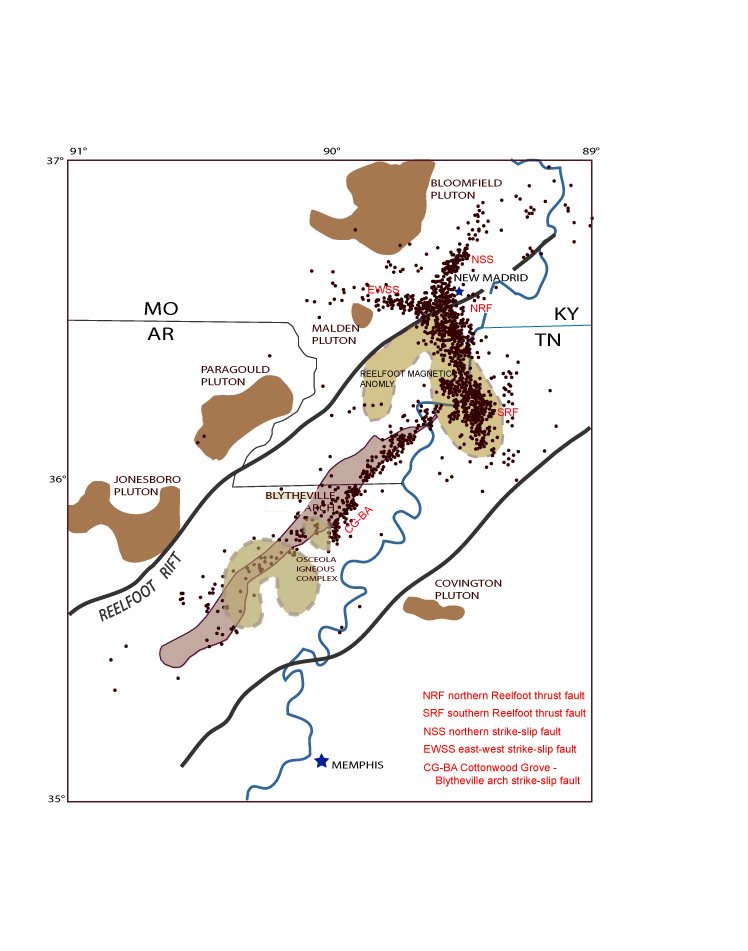 91°
90°
89°
37°
BLOOMFIELD
PLUTON
NSS
NEW MADRID
EWSS
NRF
MO
KY
AR
TN
MALDEN
PLUTON
PARAGOULD
PLUTON
REELFOOT MAGNETIC
ANOMLY
SRF
36°
JONESBORO
PLUTON
BLYTHEVILLE
ARCH
CG-BA
OSCEOLA
IGNEOUS
COMPLEX
REELFOOT RIFT
COVINGTON
PLUTON
NRF northern Reelfoot thrust fault
SRF southern Reelfoot thrust fault
NSS northern strike-slip fault
EWSS east-west strike-slip fault
CG-BA Cottonwood Grove -
Blytheville arch strike-slip fault
MEMPHIS
35°